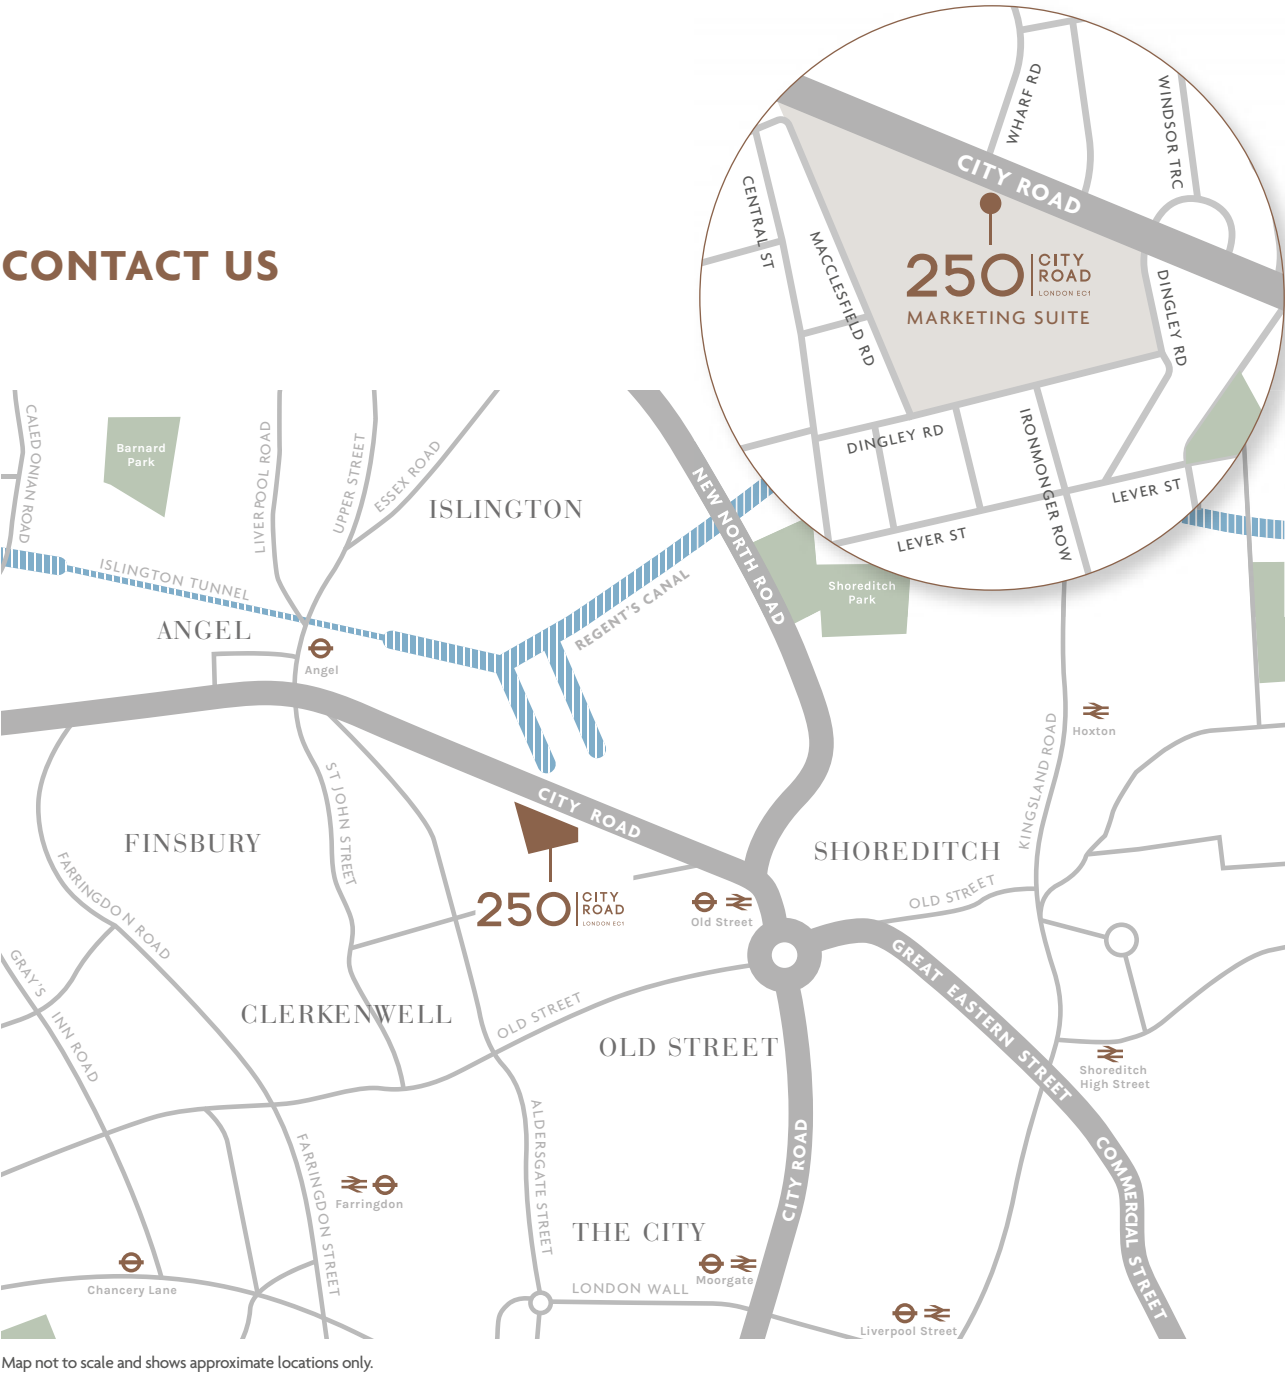 CONTACT US
WHARF RD
WINDSOR TRC
CITY ROAD
CENTRAL ST
MACCLESFIELD RD
250 CITY
ROAD
LONDON EC1
MARKETING SUITE
DINGLEY RD
DINGLEY RD
IRONMONGER ROW
LEVER ST
LEVER ST
CALEDONIAN ROAD
Barnard
Park
LIVERPOOL ROAD
UPPER STREET
ESSEX ROAD
ISLINGTON
NEW NORTH ROAD
ISLINGTON TUNNEL
REGENT'S CANAL
Shoreditch
Park
ANGEL
Angel
Hoxton
KINGSLAND ROAD
ST JOHN STREET
CITY ROAD
FINSBURY
SHOREDITCH
FARRINGDON ROAD
250 CITY
ROAD
LONDON EC1
Old Street
OLD STREET
GRAY'S
INN ROAD
CLERKENWELL
OLD STREET
OLD STREET
GREAT EASTERN STREET
Shoreditch
High Street
ALDERSGATE STREET
CITY ROAD
COMMERCIAL STREET
FARRINGDON STREET
Farringdon
THE CITY
Moorgate
Chancery Lane
LONDON WALL
Liverpool Street
Map not to scale and shows approximate locations only.